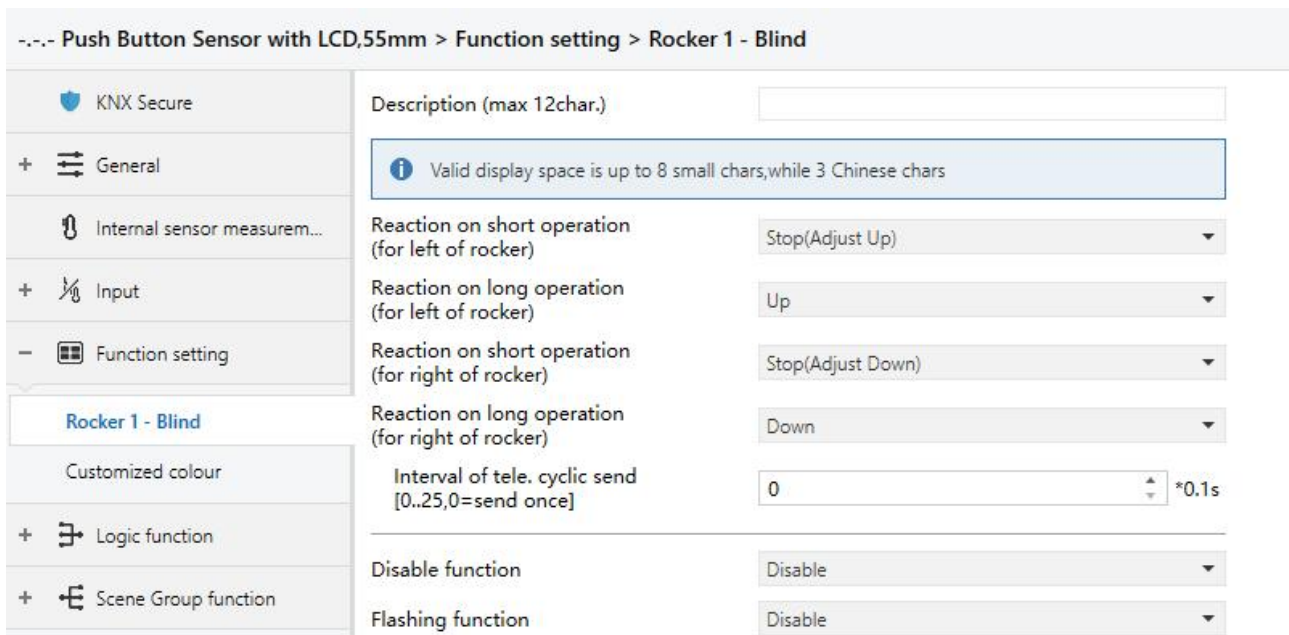 -.-.- Push Button Sensor with LCD,55mm > Function setting > Rocker 1 - Blind
KNX Secure
+ General
Internal sensor measurem...
+ Input
− Function setting
Rocker 1 - Blind
Customized colour
+ Logic function
+ Scene Group function
Description (max 12char.)
Valid display space is up to 8 small chars,while 3 Chinese chars
Reaction on short operation
(for left of rocker)
Stop(Adjust Up)
Reaction on long operation
(for left of rocker)
Up
Reaction on short operation
(for right of rocker)
Stop(Adjust Down)
Reaction on long operation
(for right of rocker)
Down
Interval of tele. cyclic send
[0..25,0=send once]
0 *0.1s
Disable function Disable
Flashing function Disable